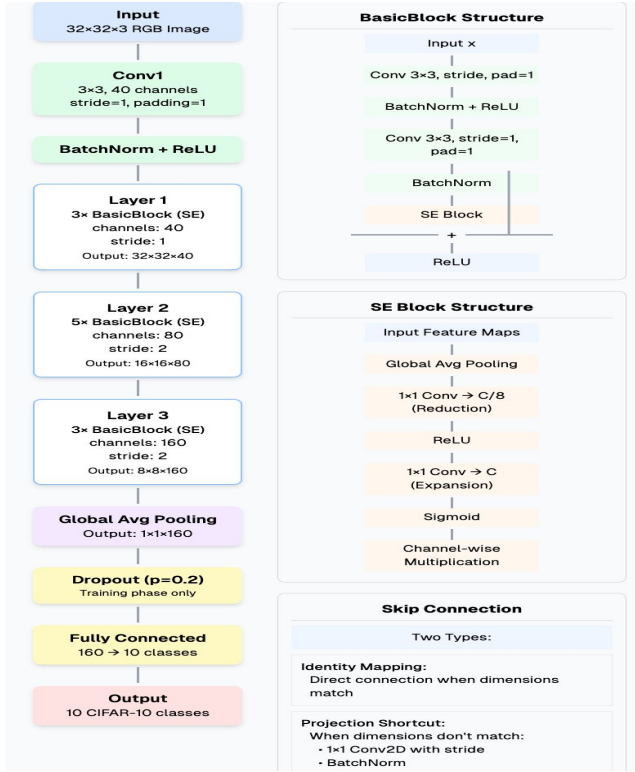 Input
32×32×3 RGB Image
Conv1
3×3, 40 channels
stride=1, padding=1
BatchNorm + ReLU
Layer 1
3× BasicBlock (SE)
channels: 40
stride: 1
Output: 32×32×40
Layer 2
5× BasicBlock (SE)
channels: 80
stride: 2
Output: 16×16×80
Layer 3
3× BasicBlock (SE)
channels: 160
stride: 2
Output: 8×8×160
Global Avg Pooling
Output: 1×1×160
Dropout (p=0.2)
Training phase only
Fully Connected
160 → 10 classes
Output
10 CIFAR-10 classes
BasicBlock Structure
Input x
Conv 3×3, stride, pad=1
BatchNorm + ReLU
Conv 3×3, stride=1,
pad=1
BatchNorm
SE Block
+
ReLU
SE Block Structure
Input Feature Maps
Global Avg Pooling
1×1 Conv → C/8
(Reduction)
ReLU
1×1 Conv → C
(Expansion)
Sigmoid
Channel-wise
Multiplication
Skip Connection
Two Types:
Identity Mapping:
Direct connection when dimensions
match
Projection Shortcut:
When dimensions don't match:
• 1×1 Conv2D with stride
• BatchNorm